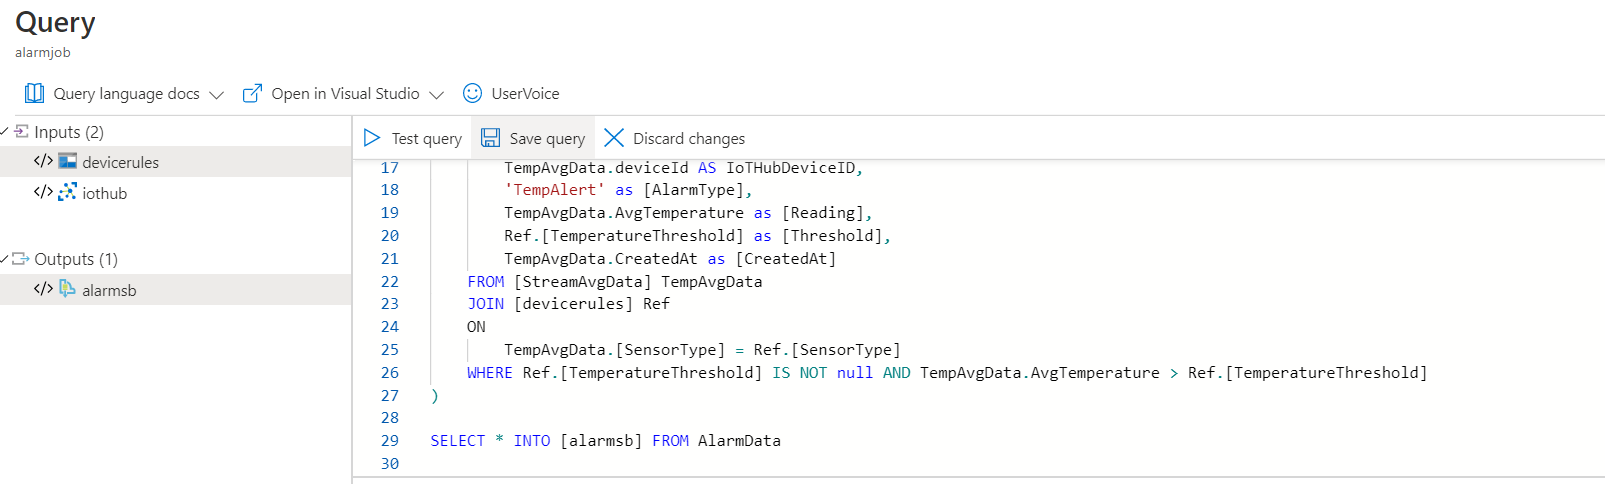 Query
alarmjob
Query language docs
Open in Visual Studio
UserVoice
Inputs (2)
</> devicerules
</> iothub
Outputs (1)
</> alarmsb
Test query
Save query
Discard changes
17 TempAvgData.deviceId AS IoTHubDeviceID,
18 'TempAlert' as [AlarmType],
19 TempAvgData.AvgTemperature as [Reading],
20 Ref.[TemperatureThreshold] as [Threshold],
21 TempAvgData.CreatedAt as [CreatedAt]
22 FROM [StreamAvgData] TempAvgData
23 JOIN [devicerules] Ref
24 ON
25 TempAvgData.[SensorType] = Ref.[SensorType]
26 WHERE Ref.[TemperatureThreshold] IS NOT null AND TempAvgData.AvgTemperature > Ref.[TemperatureThreshold]
27 )
28
29 SELECT * INTO [alarmsb] FROM AlarmData
30